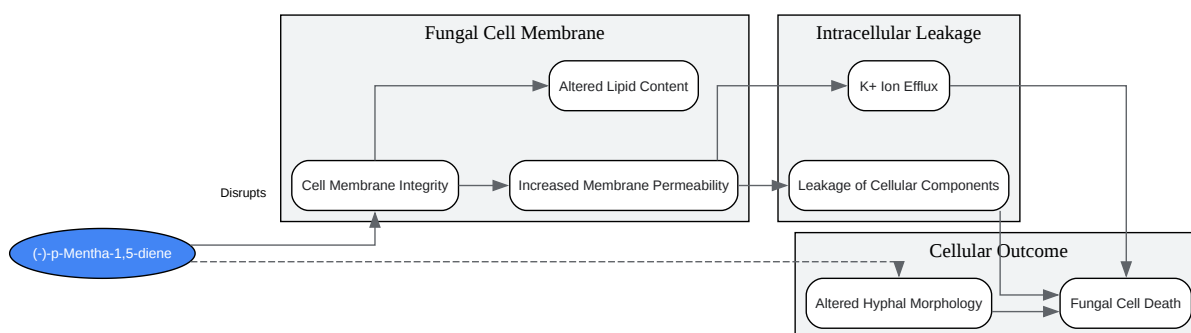 Fungal Cell Membrane
Intracellular Leakage
Altered Lipid Content
K+ Ion Efflux
Disrupts
Cell Membrane Integrity
Increased Membrane Permeability
Leakage of Cellular Components
(-)-p-Mentha-1,5-diene
Cellular Outcome
Altered Hyphal Morphology
Fungal Cell Death